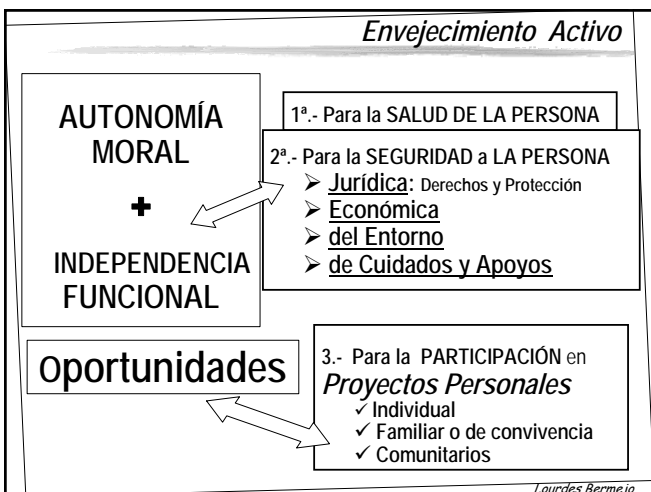 Envejecimiento Activo
AUTONOMÍA
MORAL
+
INDEPENDENCIA
FUNCIONAL
1ª.- Para la SALUD DE LA PERSONA
2ª.- Para la SEGURIDAD a LA PERSONA
➢ Jurídica: Derechos y Protección
➢ Económica
➢ del Entorno
➢ de Cuidados y Apoyos
Oportunidades
3.- Para la PARTICIPACIÓN en
Proyectos Personales
✓ Individual
✓ Familiar o de convivencia
✓ Comunitarios
Lourdes Bermejo